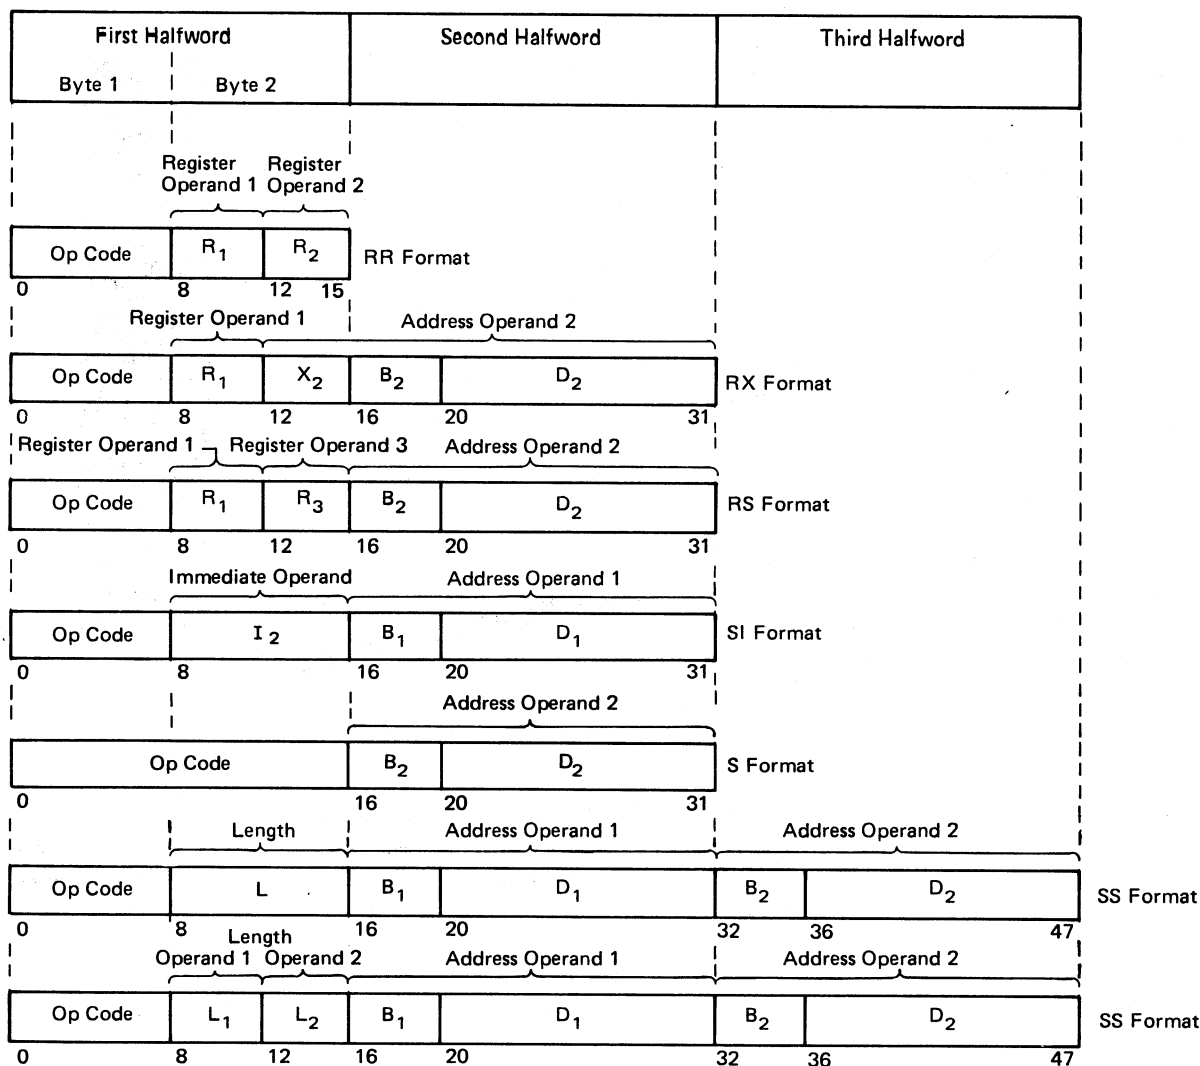 First Halfword Second Halfword Third Halfword
Byte 1 Byte 2
Register Register
Operand 1 Operand 2
Op Code R1 R2 RR Format
0 8 12 15
Register Operand 1 Address Operand 2
Op Code R1 X2 B2 D2 RX Format
0 8 12 16 20 31
Register Operand 1 Register Operand 3 Address Operand 2
Op Code R1 R3 B2 D2 RS Format
0 8 12 16 20 31
Immediate Operand Address Operand 1
Op Code I2 B1 D1 SI Format
0 8 16 20 31
Address Operand 2
Op Code B2 D2 S Format
0 16 20 31
Length Address Operand 1 Address Operand 2
Op Code L B1 D1 B2 D2 SS Format
0 8 16 20 32 36 47
Length
Operand 1 Operand 2 Address Operand 1 Address Operand 2
Op Code L1 L2 B1 D1 B2 D2 SS Format
0 8 12 16 20 32 36 47